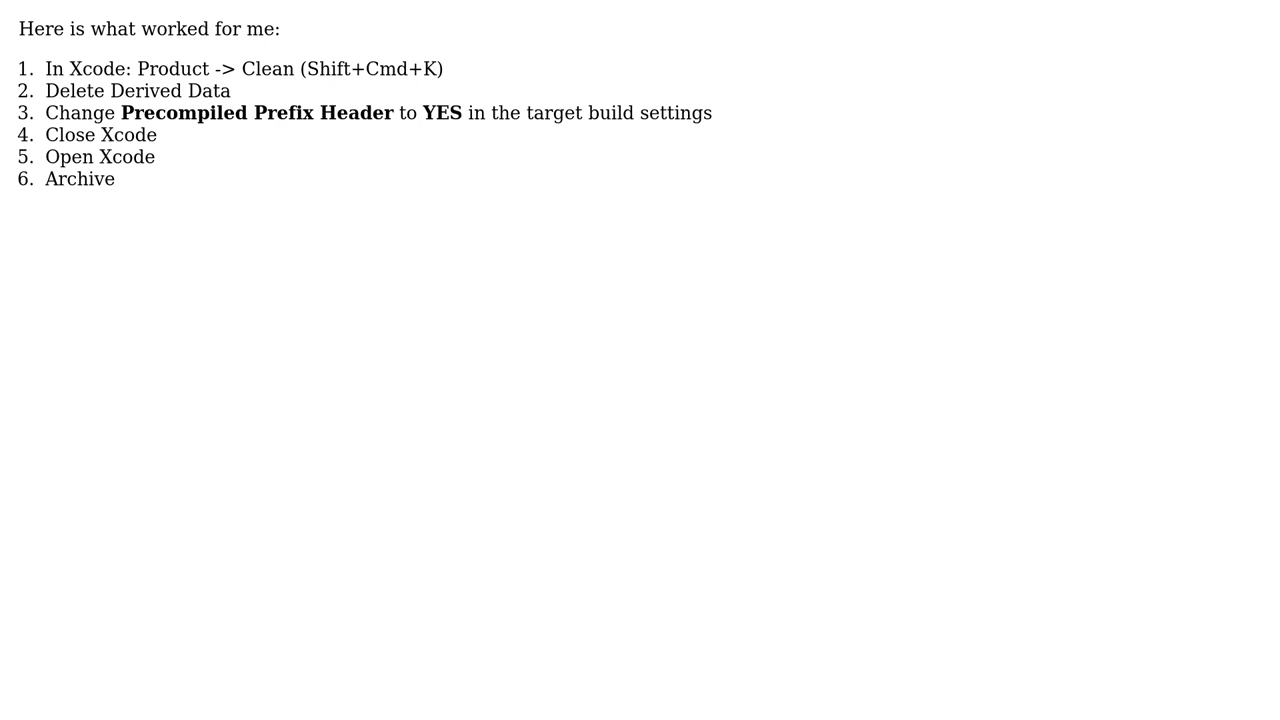 Here is what worked for me:
1. In Xcode: Product -> Clean (Shift+Cmd+K)
2. Delete Derived Data
3. Change Precompiled Prefix Header to YES in the target build settings
4. Close Xcode
5. Open Xcode
6. Archive